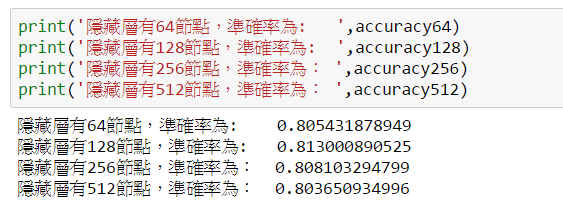 print('隱藏層有64節點，準確率為:   ',accuracy64)
print('隱藏層有128節點，準確率為:  ',accuracy128)
print('隱藏層有256節點，準確率為： ',accuracy256)
print('隱藏層有512節點，準確率為： ',accuracy512)
隱藏層有64節點，準確率為:    0.805431878949
隱藏層有128節點，準確率為:   0.813000890525
隱藏層有256節點，準確率為：  0.808103294799
隱藏層有512節點，準確率為：  0.803650934996